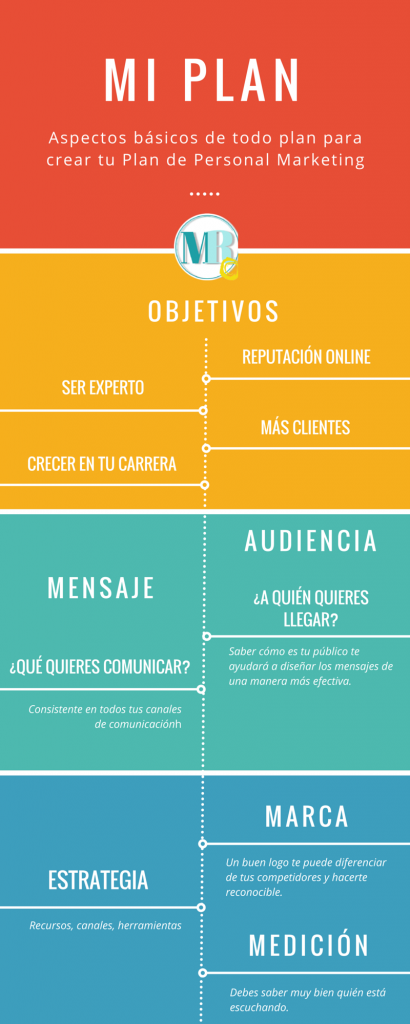 MI PLAN
Aspectos básicos de todo plan para
crear tu Plan de Personal Marketing
MR
e
OBJETIVOS
REPUTACIÓN ONLINE
SER EXPERTO
MÁS CLIENTES
CRECER EN TU CARRERA
AUDIENCIA
¿A QUIÉN QUIERES
LLEGAR?
Saber cómo es tu público te
ayudará a diseñar los mensajes de
una manera más efectiva.
MENSAJE
¿QUÉ QUIERES COMUNICAR?
Consistente en todos tus canales
de comunicaciónh
MARCA
Un buen logo te puede diferenciar
de tus competidores y hacerte
reconocible.
ESTRATEGIA
Recursos, canales, herramientas
MEDICIÓN
Debes saber muy bien quién está
escuchando.